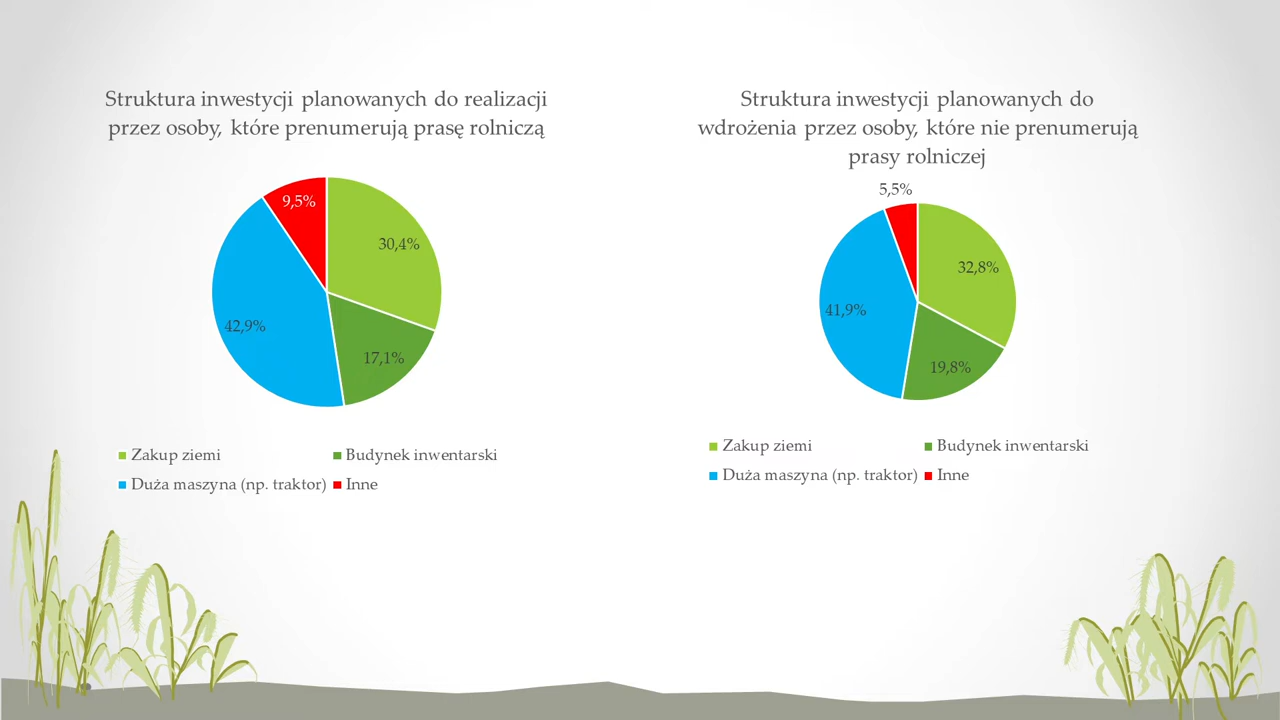 Struktura inwestycji planowanych do realizacji
przez osoby, które prenumerują prasę rolniczą
9,5%
30,4%
42,9%
17,1%
Zakup ziemi
Budynek inwentarski
Duża maszyna (np. traktor)
Inne
Struktura inwestycji planowanych do
wdrożenia przez osoby, które nie prenumerują
prasy rolniczej
5,5%
32,8%
41,9%
19,8%
Zakup ziemi
Budynek inwentarski
Duża maszyna (np. traktor)
Inne